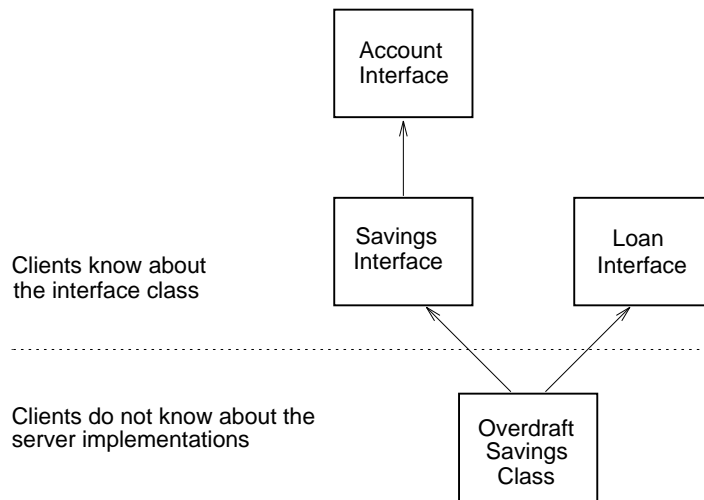 Account
Interface
Savings
Interface
Loan
Interface
Clients know about
the interface class
Clients do not know about the
server implementations
Overdraft
Savings
Class